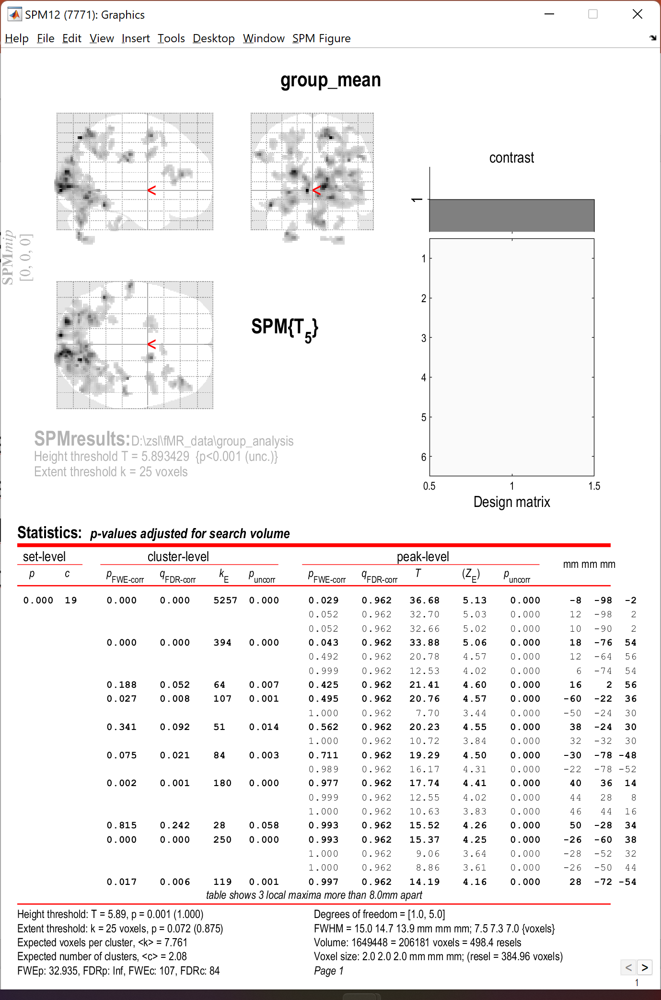 SPM12 (7771): Graphics
Help File Edit View Insert Tools Desktop Window SPM Figure
group_mean
SPMmip
[0, 0, 0]
<
<
<
SPM{T5}
contrast
1
1
2
3
4
5
6
0.5 1 1.5
Design matrix
SPMresults: D:\zsl\fMR_data\group_analysis
Height threshold T = 5.893429 {p<0.001 (unc.)}
Extent threshold k = 25 voxels
Statistics: p-values adjusted for search volume
set-level cluster-level peak-level mm mm mm
p c pFWE-corr qFDR-corr kE puncorr pFWE-corr qFDR-corr T (ZE) puncorr
0.000 19 0.000 0.000 5257 0.000 0.029 0.962 36.68 5.13 0.000 -8 -98 -2
0.052 0.962 32.70 5.03 0.000 12 -98 2
0.052 0.962 32.66 5.02 0.000 10 -90 2
0.000 0.000 394 0.000 0.043 0.962 33.88 5.06 0.000 18 -76 54
0.492 0.962 20.78 4.57 0.000 12 -64 56
0.999 0.962 12.53 4.02 0.000 6 -74 54
0.188 0.052 64 0.007 0.425 0.962 21.41 4.60 0.000 16 2 56
0.027 0.008 107 0.001 0.495 0.962 20.76 4.57 0.000 -60 -22 36
1.000 0.962 7.70 3.44 0.000 -50 -24 30
0.341 0.092 51 0.014 0.562 0.962 20.23 4.55 0.000 38 -24 30
1.000 0.962 10.72 3.84 0.000 32 -32 30
0.075 0.021 84 0.003 0.711 0.962 19.29 4.50 0.000 -30 -78 -48
0.989 0.962 16.17 4.31 0.000 -22 -78 -52
0.002 0.001 180 0.000 0.977 0.962 17.74 4.41 0.000 40 36 14
0.999 0.962 12.55 4.02 0.000 44 28 8
1.000 0.962 10.63 3.83 0.000 46 44 16
0.815 0.242 28 0.058 0.993 0.962 15.52 4.26 0.000 50 -28 34
0.000 0.000 250 0.000 0.993 0.962 15.37 4.25 0.000 -26 -60 38
1.000 0.962 9.06 3.64 0.000 -28 -52 32
1.000 0.962 8.86 3.61 0.000 -26 -50 44
0.017 0.006 119 0.001 0.997 0.962 14.19 4.16 0.000 28 -72 -54
table shows 3 local maxima more than 8.0mm apart
Height threshold: T = 5.89, p = 0.001 (1.000)
Extent threshold: k = 25 voxels, p = 0.072 (0.875)
Expected voxels per cluster, <k> = 7.761
Expected number of clusters, <c> = 2.08
FWEp: 32.935, FDRp: Inf, FWEc: 107, FDRc: 84
Degrees of freedom = [1.0, 5.0]
FWHM = 15.0 14.7 13.9 mm mm mm; 7.5 7.3 7.0 {voxels}
Volume: 1649448 = 206181 voxels = 498.4 resels
Voxel size: 2.0 2.0 2.0 mm mm mm; (resel = 384.96 voxels)
Page 1
< >
1